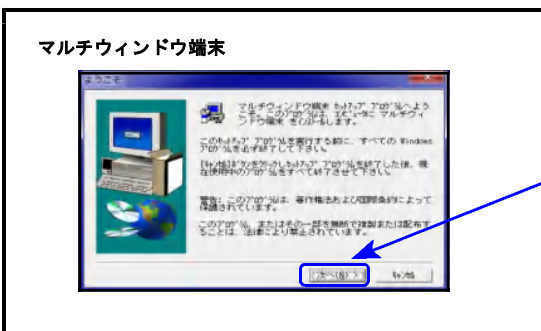 マルチウィンドウ端末
ようこそ
マルチウィンドウ端末 ｾｯﾄｱｯﾌﾟ ﾌﾟﾛｸﾞﾗﾑへよう
こそ。このﾌﾟﾛｸﾞﾗﾑは、ｺﾝﾋﾟｭｰﾀに マルチウィ
ンドウ端末 をｲﾝｽﾄｰﾙします。
このｾｯﾄｱｯﾌﾟ ﾌﾟﾛｸﾞﾗﾑを実行する前に、すべての Windows
ﾌﾟﾛｸﾞﾗﾑを必ず終了して下さい。
[ｷｬﾝｾﾙ]ﾎﾞﾀﾝをｸﾘｯｸしｾｯﾄｱｯﾌﾟ ﾌﾟﾛｸﾞﾗﾑを終了した後、現
在使用中のﾌﾟﾛｸﾞﾗﾑをすべて終了させて下さい。
警告: このﾌﾟﾛｸﾞﾗﾑは、著作権法および国際条約によって
保護されています。
このﾌﾟﾛｸﾞﾗﾑ、またはその一部を無断で複製または配布す
ることは、法律により禁止されています。
次へ(N) >
ｷｬﾝｾﾙ